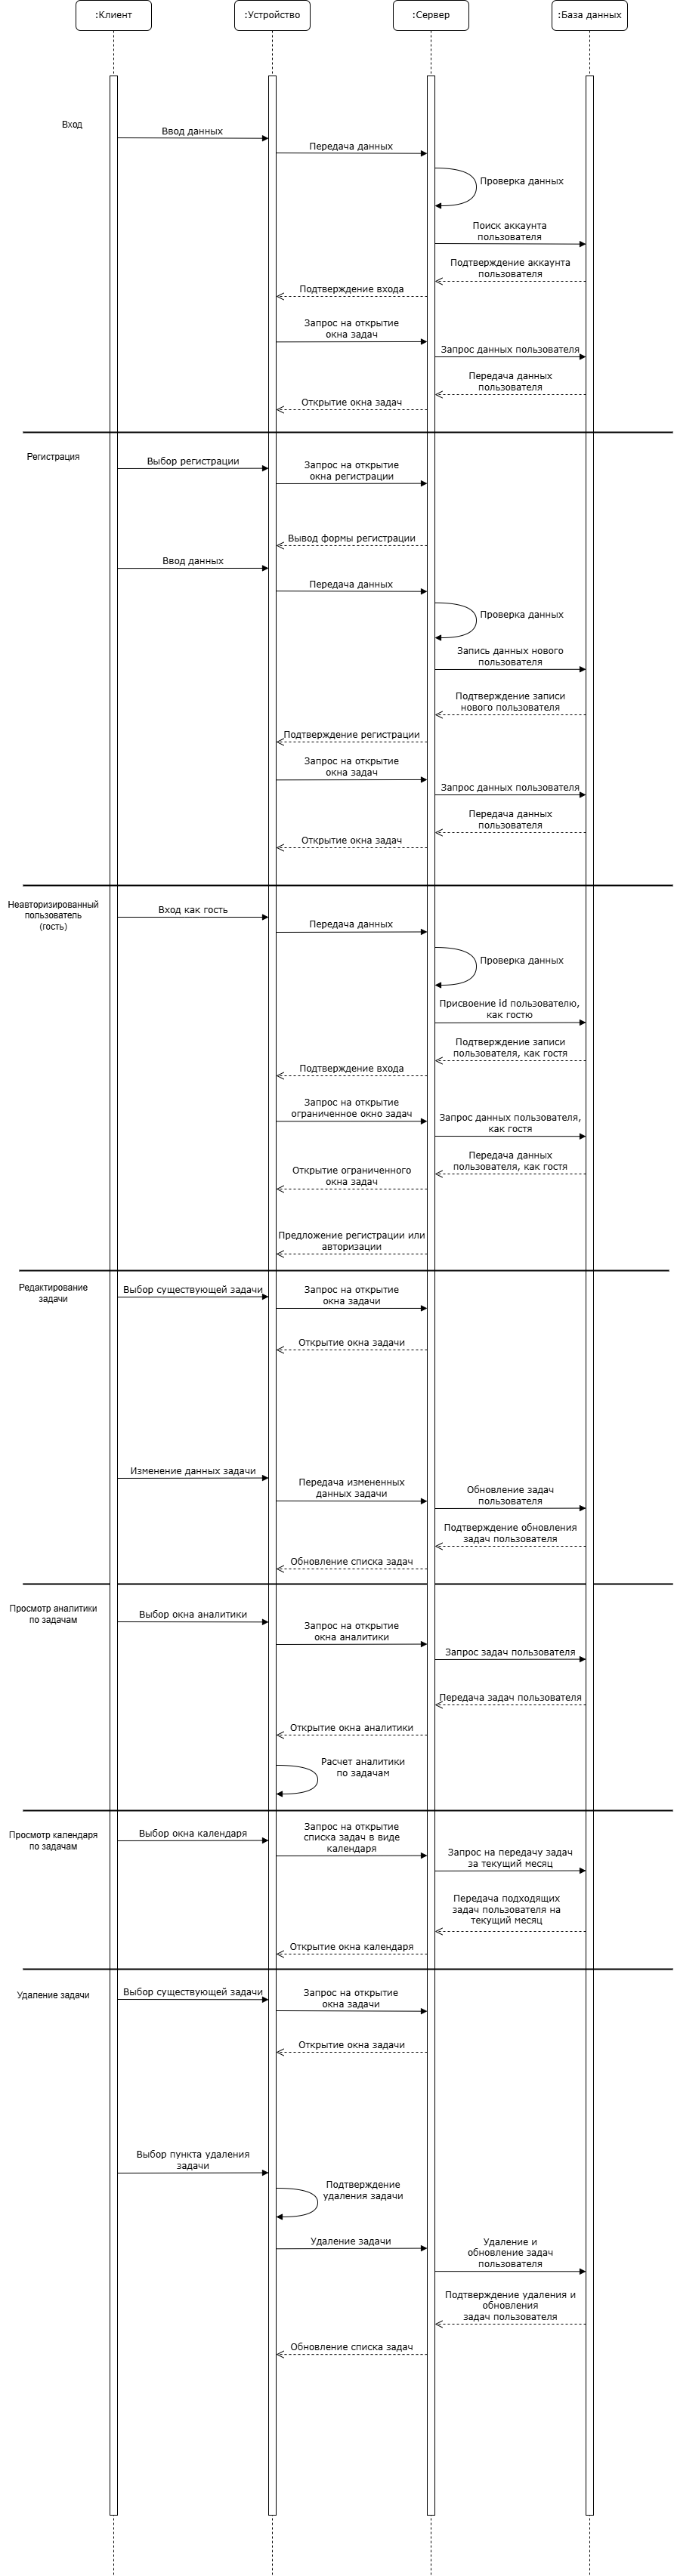 :Клиент
:Устройство
:Сервер
:База данных
Вход
Ввод данных
Передача данных
Проверка данных
Поиск аккаунта
пользователя
Подтверждение аккаунта
пользователя
Подтверждение входа
Запрос на открытие
окна задач
Запрос данных пользователя
Передача данных
пользователя
Открытие окна задач
Регистрация
Выбор регистрации
Запрос на открытие
окна регистрации
Вывод формы регистрации
Ввод данных
Передача данных
Проверка данных
Запись данных нового
пользователя
Подтверждение записи
нового пользователя
Подтверждение регистрации
Запрос на открытие
окна задач
Запрос данных пользователя
Передача данных
пользователя
Открытие окна задач
Неавторизированный
пользователь
(гость)
Вход как гость
Передача данных
Проверка данных
Присвоение id пользователю,
как гостю
Подтверждение записи
пользователя, как гостя
Подтверждение входа
Запрос на открытие
ограниченное окно задач
Запрос данных пользователя,
как гостя
Передача данных
пользователя, как гостя
Открытие ограниченного
окна задач
Предложение регистрации или
авторизации
Редактирование
задачи
Выбор существующей задачи
Запрос на открытие
окна задачи
Открытие окна задачи
Изменение данных задачи
Передача измененных
данных задачи
Обновление задач
пользователя
Подтверждение обновления
задач пользователя
Обновление списка задач
Просмотр аналитики
по задачам
Выбор окна аналитики
Запрос на открытие
окна аналитики
Запрос задач пользователя
Передача задач пользователя
Открытие окна аналитики
Расчет аналитики
по задачам
Просмотр календаря
по задачам
Выбор окна календаря
Запрос на открытие
списка задач в виде
календаря
Запрос на передачу задач
за текущий месяц
Передача подходящих
задач пользователя на
текущий месяц
Открытие окна календаря
Удаление задачи
Выбор существующей задачи
Запрос на открытие
окна задачи
Открытие окна задачи
Выбор пункта удаления
задачи
Подтверждение
удаления задачи
Удаление задачи
Удаление и
обновление задач
пользователя
Подтверждение удаления и
обновления
задач пользователя
Обновление списка задач